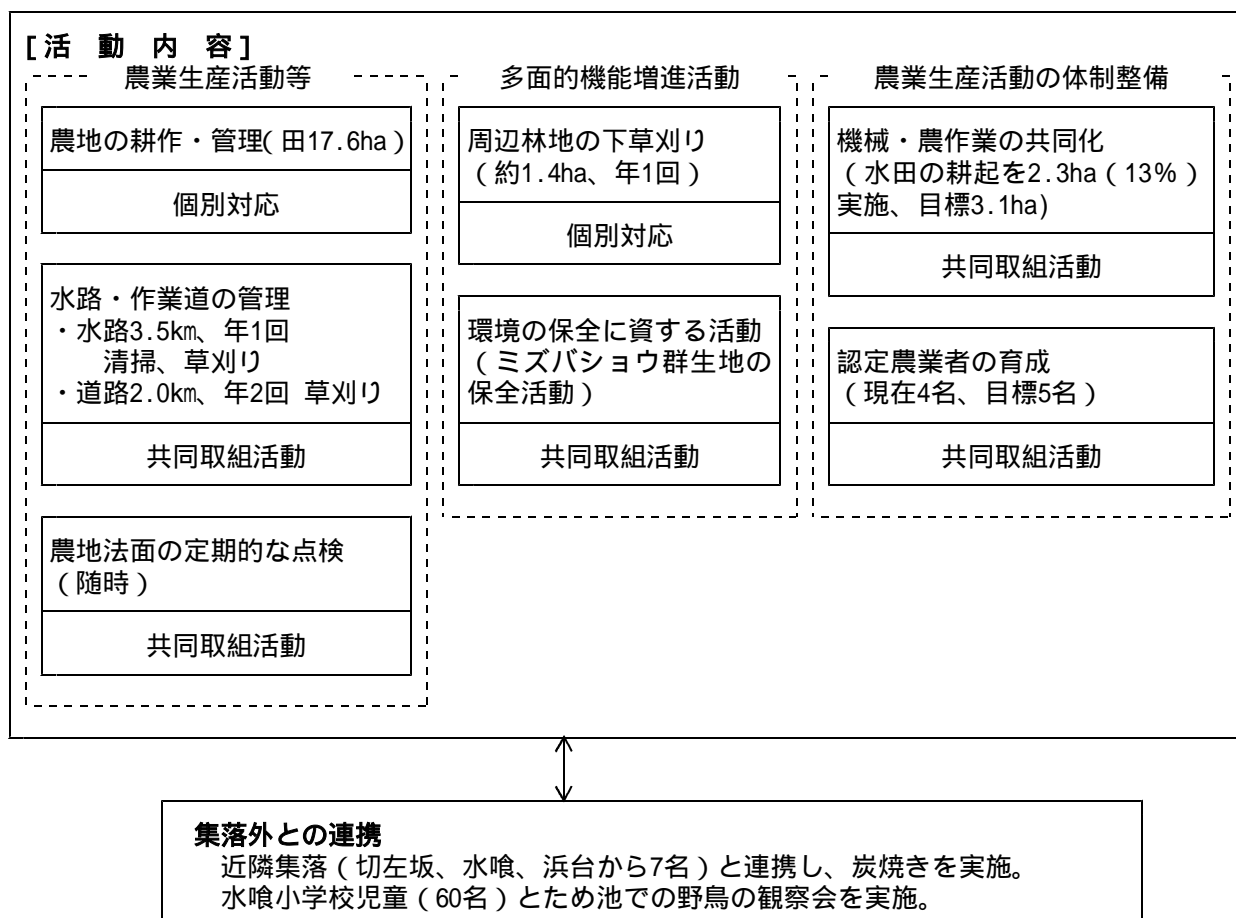 [活 動 内 容]
農業生産活動等
農地の耕作・管理(田17.6ha)
個別対応
水路・作業道の管理
・水路3.5km、年1回
清掃、草刈り
・道路2.0km、年2回 草刈り
共同取組活動
農地法面の定期的な点検
(随時)
共同取組活動
多面的機能増進活動
周辺林地の下草刈り
(約1.4ha、年1回)
個別対応
環境の保全に資する活動
(ミズバショウ群生地の
保全活動)
共同取組活動
農業生産活動の体制整備
機械・農作業の共同化
(水田の耕起を2.3ha(13%)
実施、目標3.1ha)
共同取組活動
認定農業者の育成
(現在4名、目標5名)
共同取組活動
集落外との連携
近隣集落(切左坂、水喰、浜台から7名)と連携し、炭焼きを実施。
水喰小学校児童(60名)とため池での野鳥の観察会を実施。